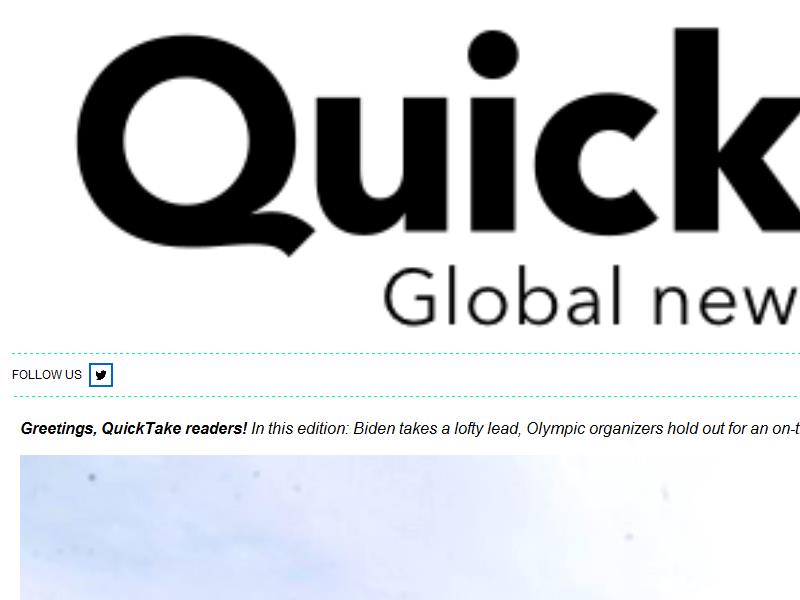 Quick
Global new
FOLLOW US
Greetings, QuickTake readers! In this edition: Biden takes a lofty lead, Olympic organizers hold out for an on-t